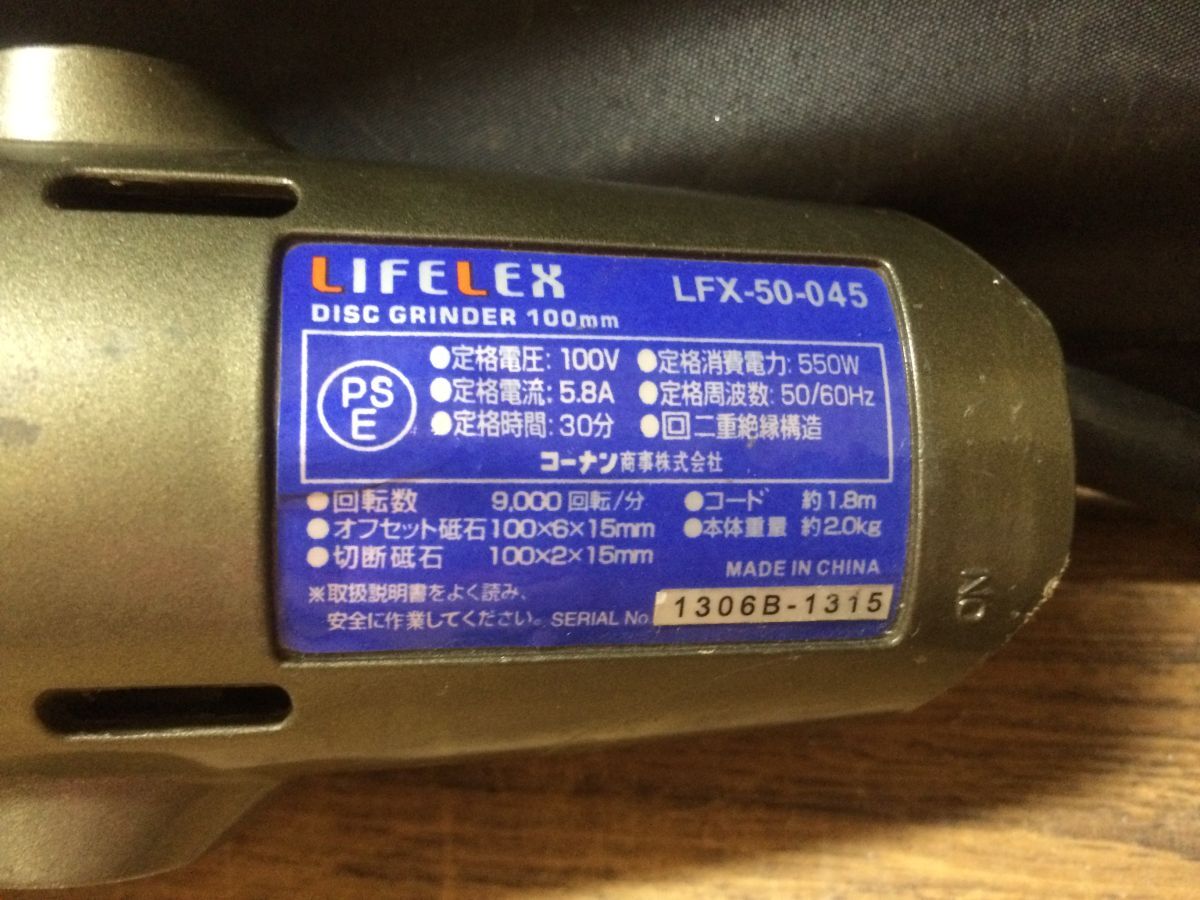 LIFELEX LFX-50-045
DISC GRINDER 100mm
PS
E
●定格電圧: 100V ●定格消費電力: 550W
●定格電流: 5.8A ●定格周波数: 50/60Hz
●定格時間: 30分 ●回 二重絶縁構造
コーナン商事株式会社
●回転数 9,000 回転/分 ●コード 約1.8m
●オフセット砥石 100×6×15mm ●本体重量 約2.0kg
●切断砥石 100×2×15mm
MADE IN CHINA
※取扱説明書をよく読み、
安全に作業してください。 SERIAL No. 1306B-1315
ON